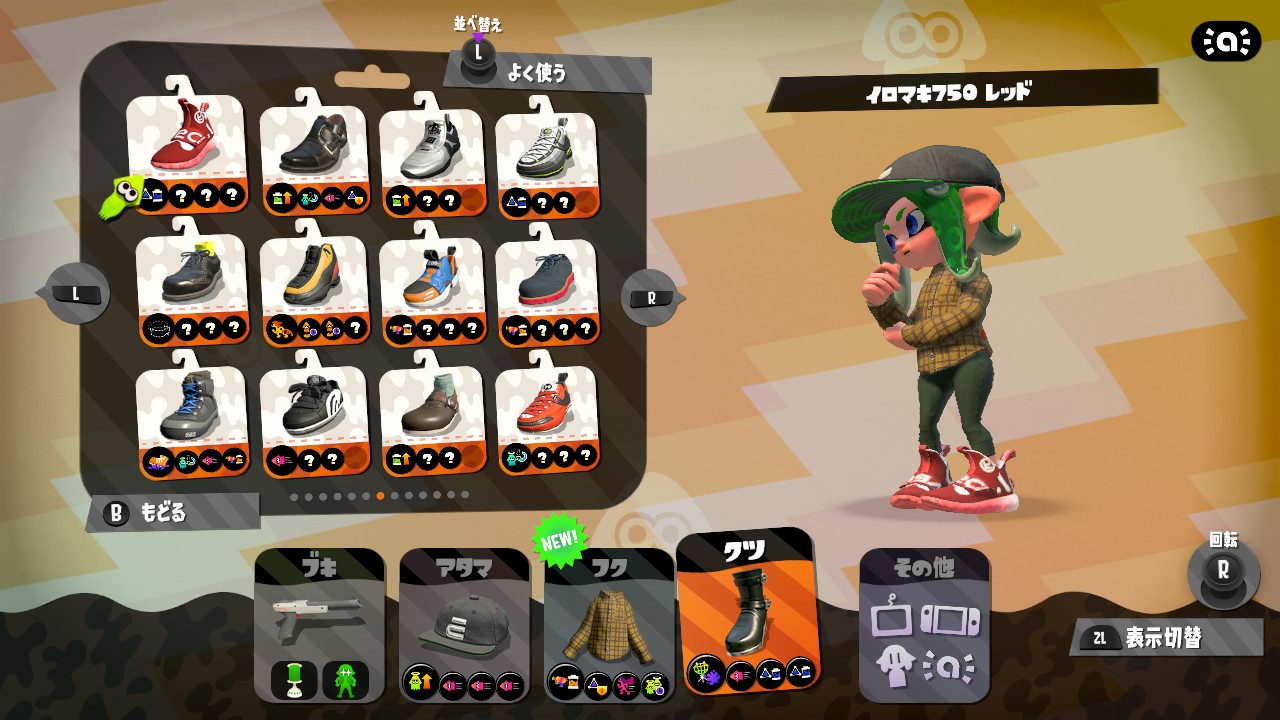 並べ替え
L
よく使う
イロマキ750 レッド
? ? ?
? ?
? ?
? ? ?
?
? ? ?
? ? ?
L
R
? ?
? ?
? ? ?
B もどる
NEW!
ブキ
アタマ
フク
クツ
その他
回転
R
ZL 表示切替